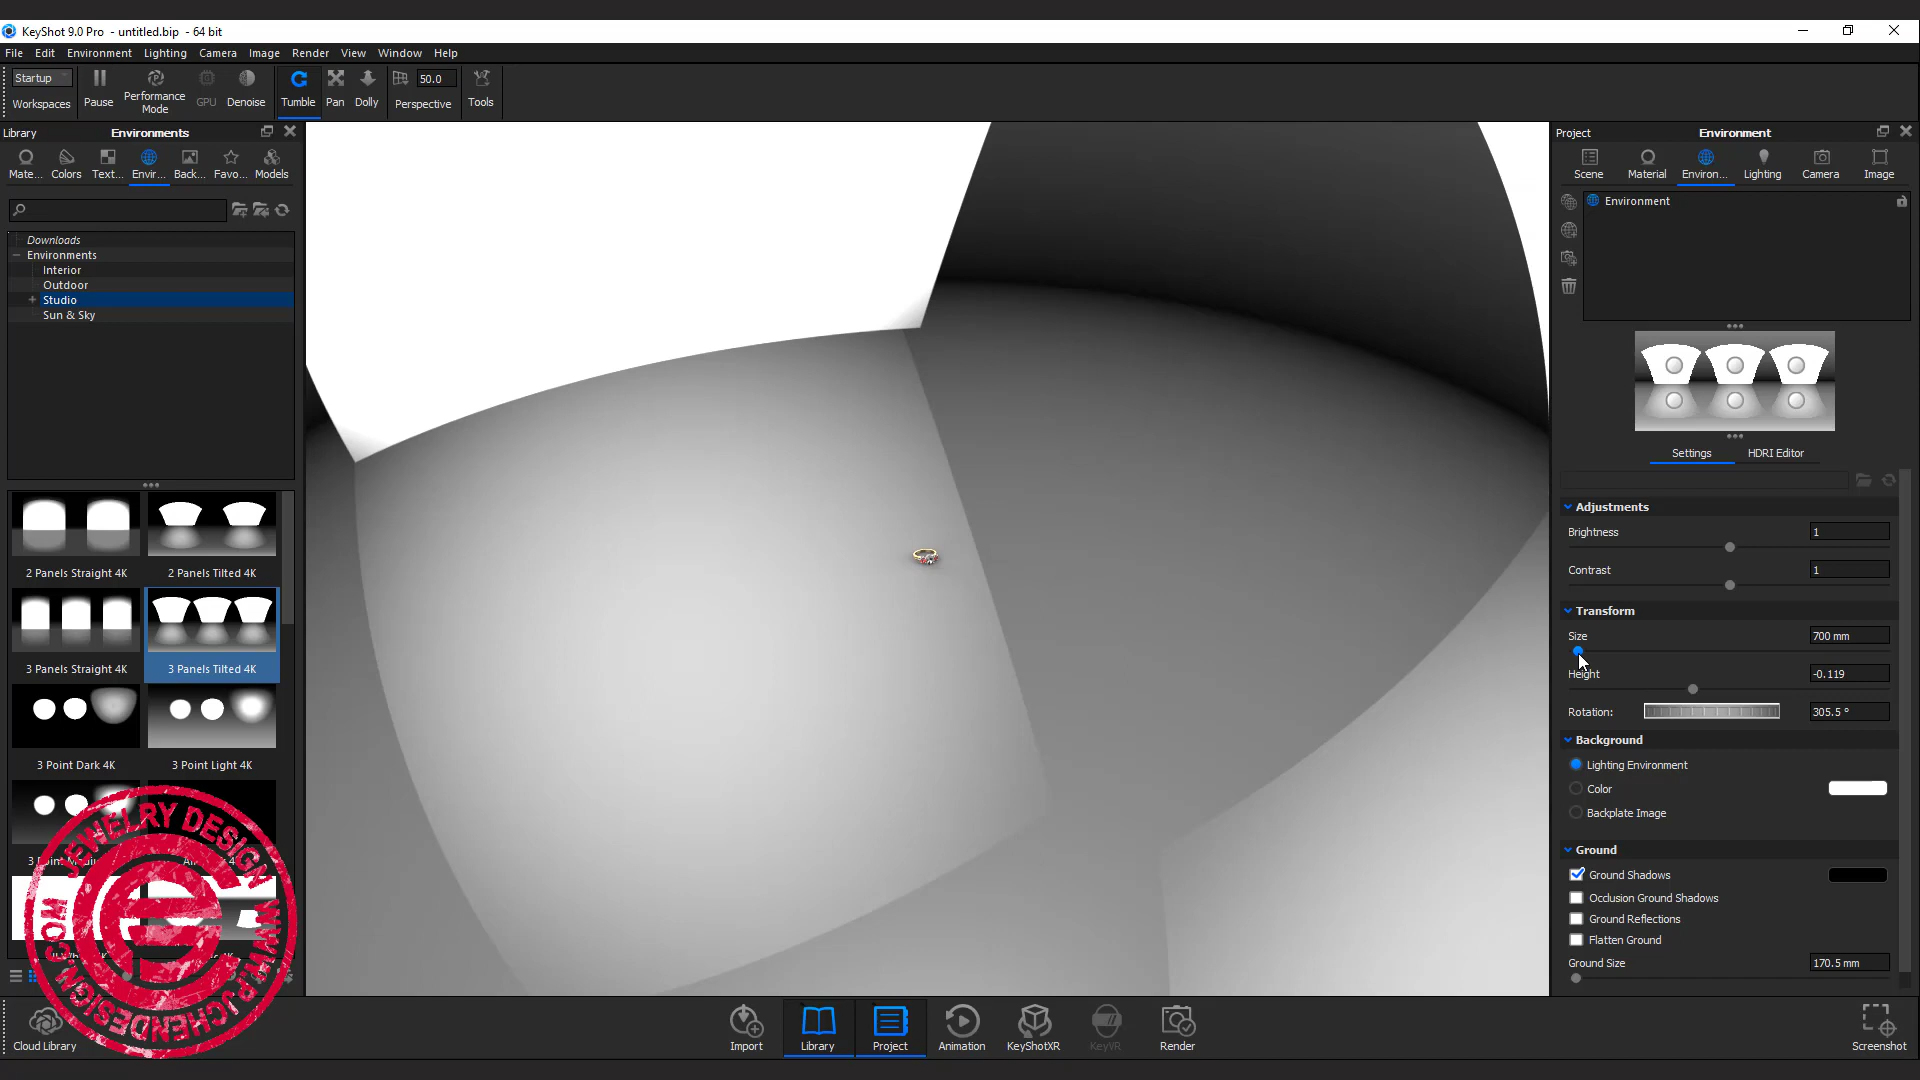 KeyShot 9.0 Pro - untitled.bip - 64 bit
File Edit Environment Lighting Camera Image Render View Window Help
Startup
Workspaces
Pause
Performance
Mode
GPU
Denoise
Tumble
Pan
Dolly
50.0
Perspective
Tools
Library
Environments
Mate... Colors Text... Envir... Back... Favo... Models
Downloads
Environments
Interior
Outdoor
Studio
Sun & Sky
2 Panels Straight 4K
2 Panels Tilted 4K
3 Panels Straight 4K
3 Panels Tilted 4K
3 Point Dark 4K
3 Point Light 4K
JEWELRY DESIGN WWW.PJCHENDESIGN.COM
Project
Environment
Scene Material Environ... Lighting Camera Image
Environment
Settings
HDRI Editor
Adjustments
Brightness
1
Contrast
1
Transform
Size
700 mm
Height
-0.119
Rotation:
305.5 °
Background
Lighting Environment
Color
Backplate Image
Ground
Ground Shadows
Occlusion Ground Shadows
Ground Reflections
Flatten Ground
Ground Size
170.5 mm
Cloud Library
Import
Library
Project
Animation
KeyShotXR
KeyVR
Render
Screenshot